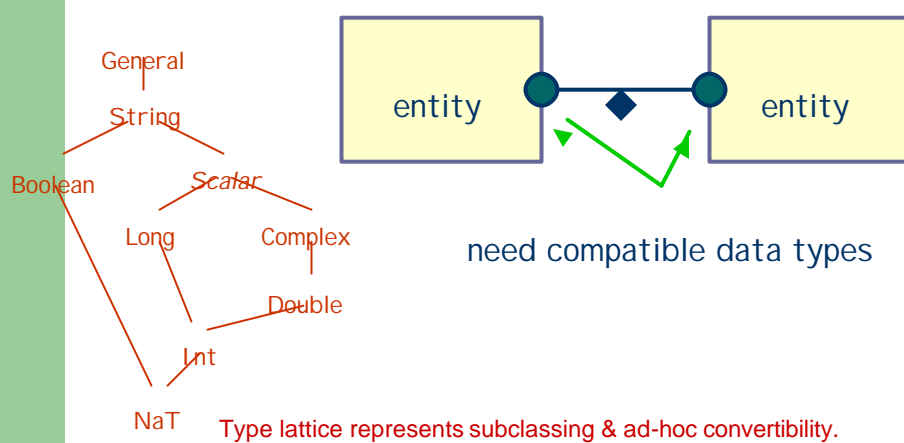 General
String
Boolean
Scalar
Long
Complex
Double
Int
NaT
entity
entity
need compatible data types
Type lattice represents subclassing & ad-hoc convertibility.